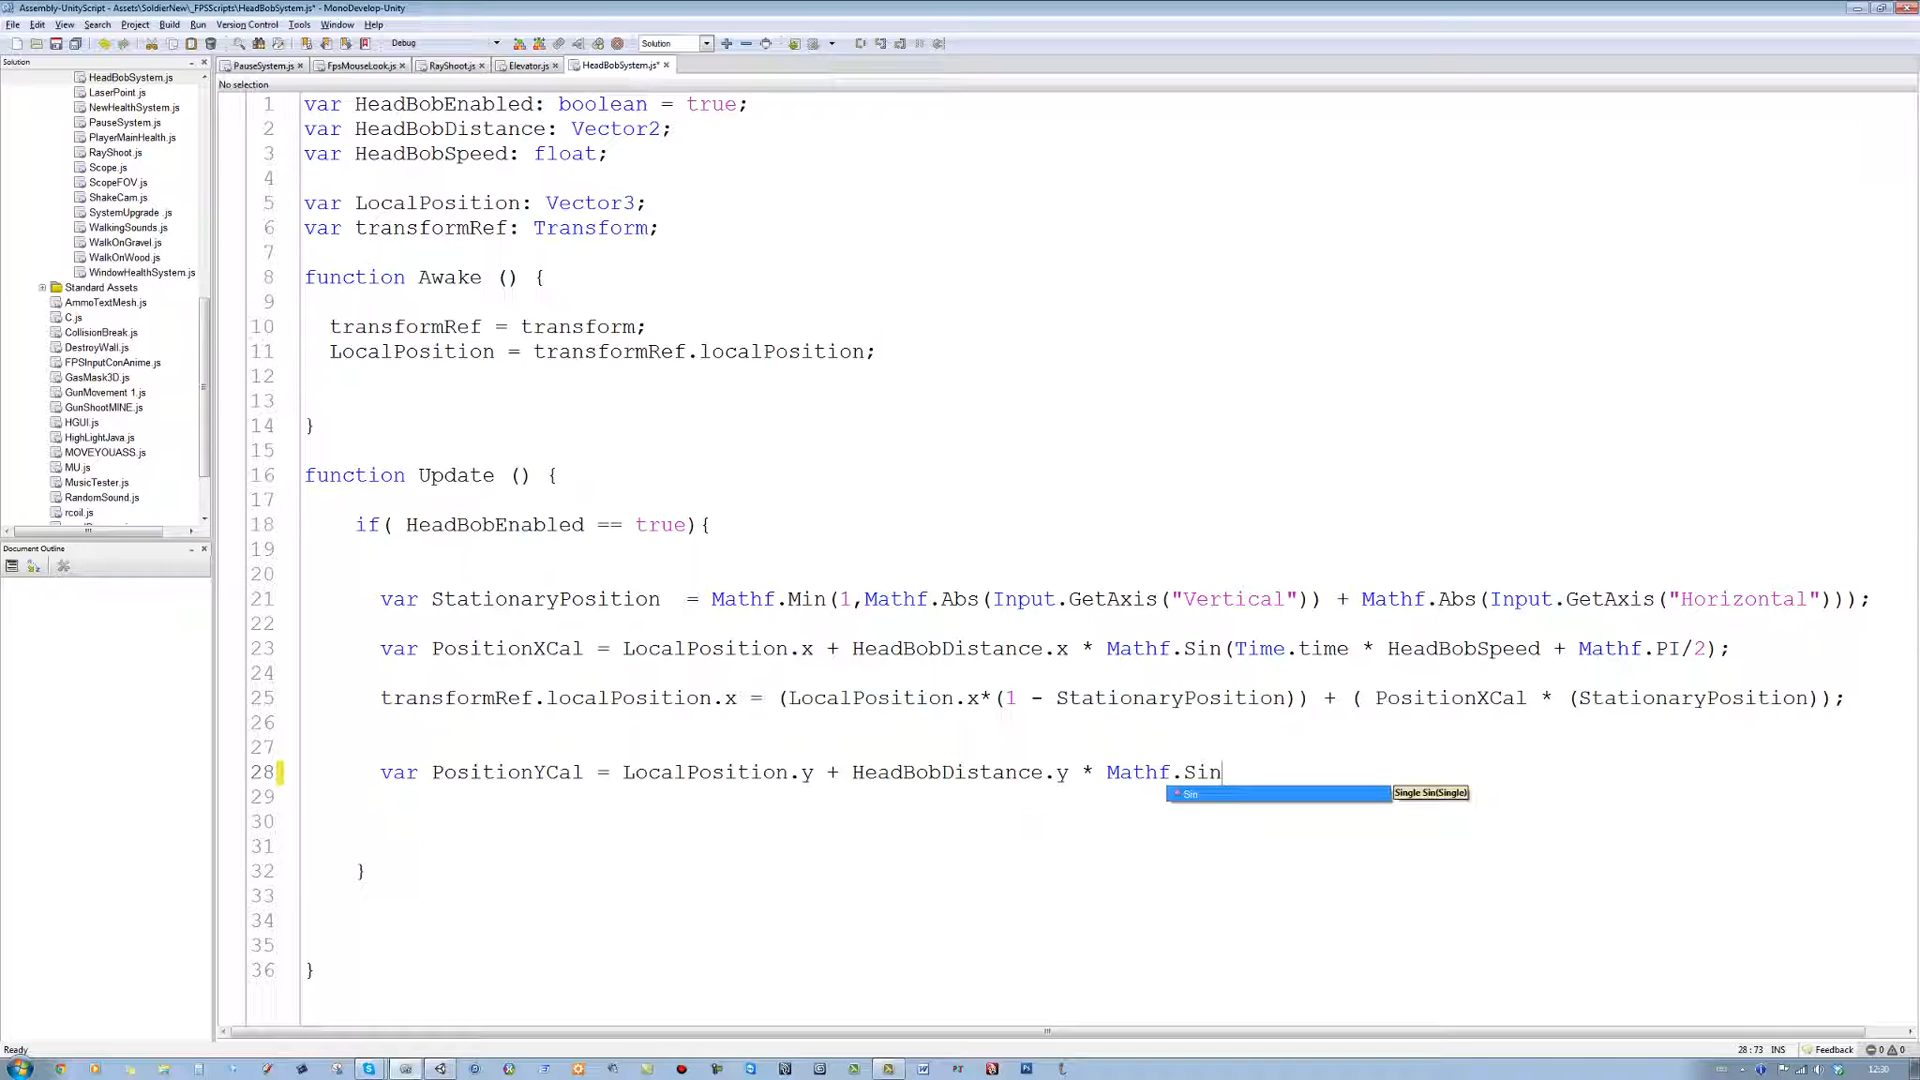 Assembly-UnityScript - Assets\SoldierNew\_FPSScripts\HeadBobSystem.js* - MonoDevelop-Unity
File Edit View Search Project Build Run Version Control Tools Window Help
Debug Solution
Solution PauseSystem.js FpsMouseLook.js RayShoot.js Elevator.js HeadBobSystem.js*
No selection
HeadBobSystem.js
LaserPoint.js
NewHealthSystem.js
PauseSystem.js
PlayerMainHealth.js
RayShoot.js
Scope.js
ScopeFOV.js
ShakeCam.js
SystemUpgrade .js
WalkingSounds.js
WalkOnGravel.js
WalkOnWood.js
WindowHealthSystem.js
Standard Assets
AmmoTextMesh.js
C.js
CollisionBreak.js
DestroyWall.js
FPSInputConAnime.js
GasMask3D.js
GunMovement 1.js
GunShootMINE.js
HGUI.js
HighLightJava.js
MOVEYOUASS.js
MU.js
MusicTester.js
RandomSound.js
rcoil.js
Document Outline
1 var HeadBobEnabled: boolean = true;
2 var HeadBobDistance: Vector2;
3 var HeadBobSpeed: float;
4
5 var LocalPosition: Vector3;
6 var transformRef: Transform;
7
8 function Awake () {
9
10 transformRef = transform;
11 LocalPosition = transformRef.localPosition;
12
13
14 }
15
16 function Update () {
17
18 if( HeadBobEnabled == true){
19
20
21 var StationaryPosition  = Mathf.Min(1,Mathf.Abs(Input.GetAxis("Vertical")) + Mathf.Abs(Input.GetAxis("Horizontal")));
22
23 var PositionXCal = LocalPosition.x + HeadBobDistance.x * Mathf.Sin(Time.time * HeadBobSpeed + Mathf.PI/2);
24
25 transformRef.localPosition.x = (LocalPosition.x*(1 - StationaryPosition)) + ( PositionXCal * (StationaryPosition));
26
27
28 var PositionYCal = LocalPosition.y + HeadBobDistance.y * Mathf.Sin
Sin Single Sin(Single)
29
30
31
32 }
33
34
35
36 }
Ready 28 : 73 INS Feedback 0 0
12:30